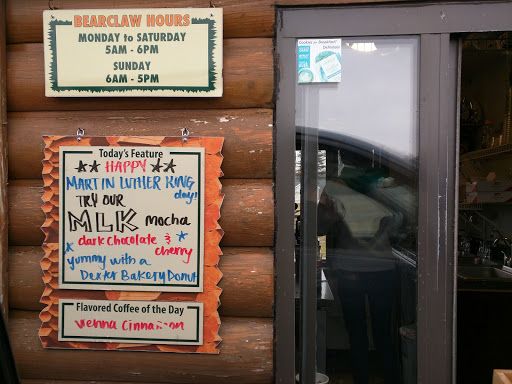 BEARCLAW HOURS
MONDAY to SATURDAY
5AM - 6PM
SUNDAY
6AM - 5PM
Today's Feature
HAPPY
MARTIN LUTHER KING
day!
TRY OUR
MLK mocha
dark chocolate &
cherry
yummy with a
Dexter Bakery Donut
Flavored Coffee of the Day
Vienna Cinnamon